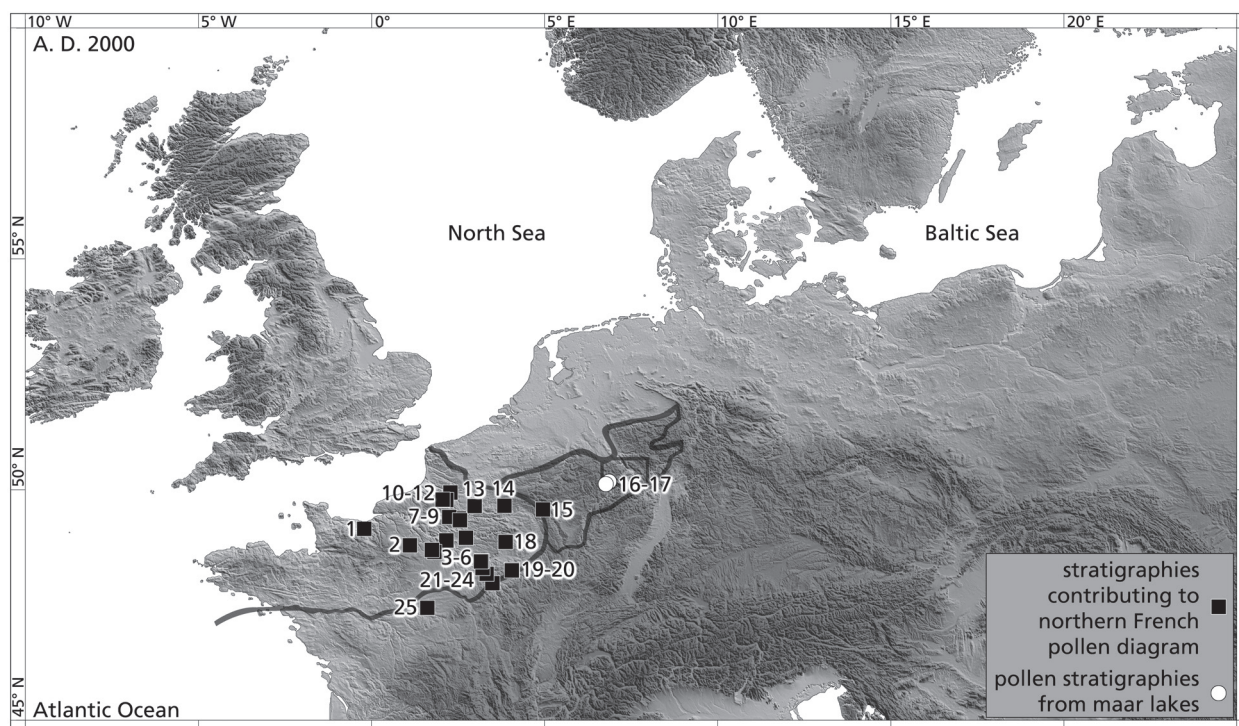 10° W 5° W 0° 5° E 10° E 15° E 20° E
A. D. 2000
55° N
North Sea
Baltic Sea
50° N
10-12
13
14
16-17
7-9
15
1
2
18
3-6
19-20
21-24
25
stratigraphies
contributing to
northern French
pollen diagram
pollen stratigraphies
from maar lakes
45° N
Atlantic Ocean